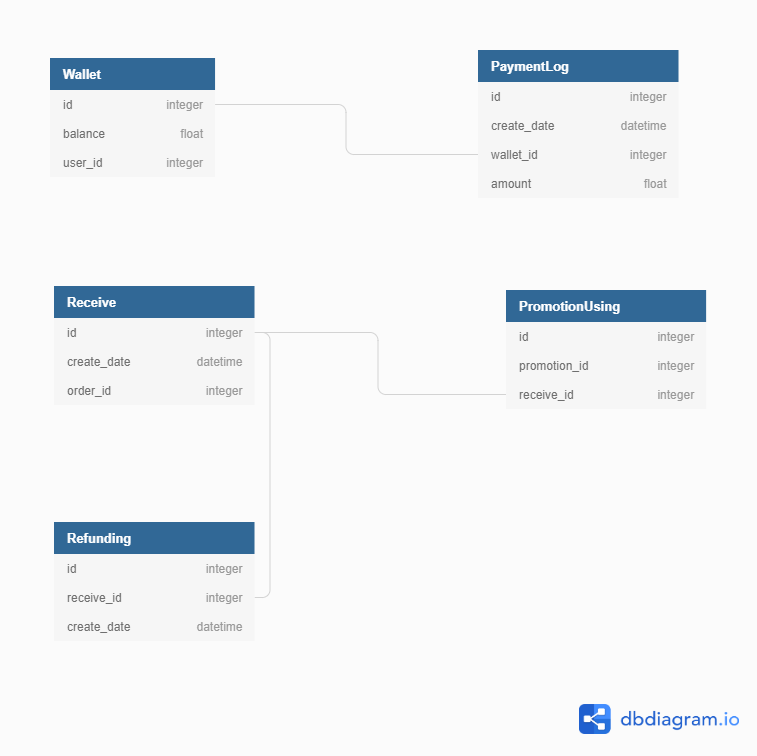 Wallet
id integer
balance float
user_id integer
PaymentLog
id integer
create_date datetime
wallet_id integer
amount float
Receive
id integer
create_date datetime
order_id integer
PromotionUsing
id integer
promotion_id integer
receive_id integer
Refunding
id integer
receive_id integer
create_date datetime
dbdiagram.io